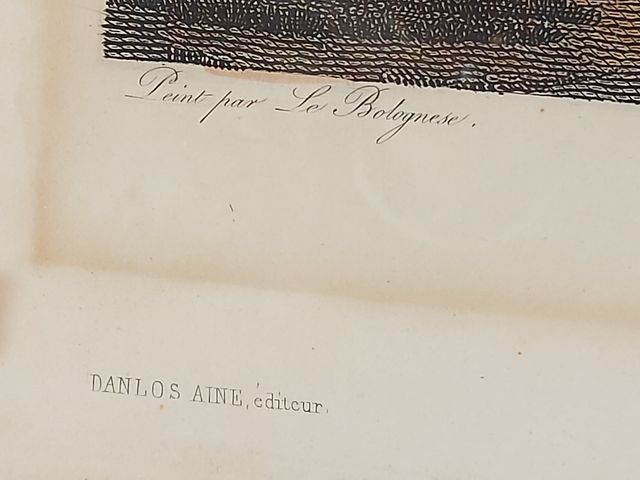 Peint par Le Bolognese.
DANLOS AINE, éditeur.